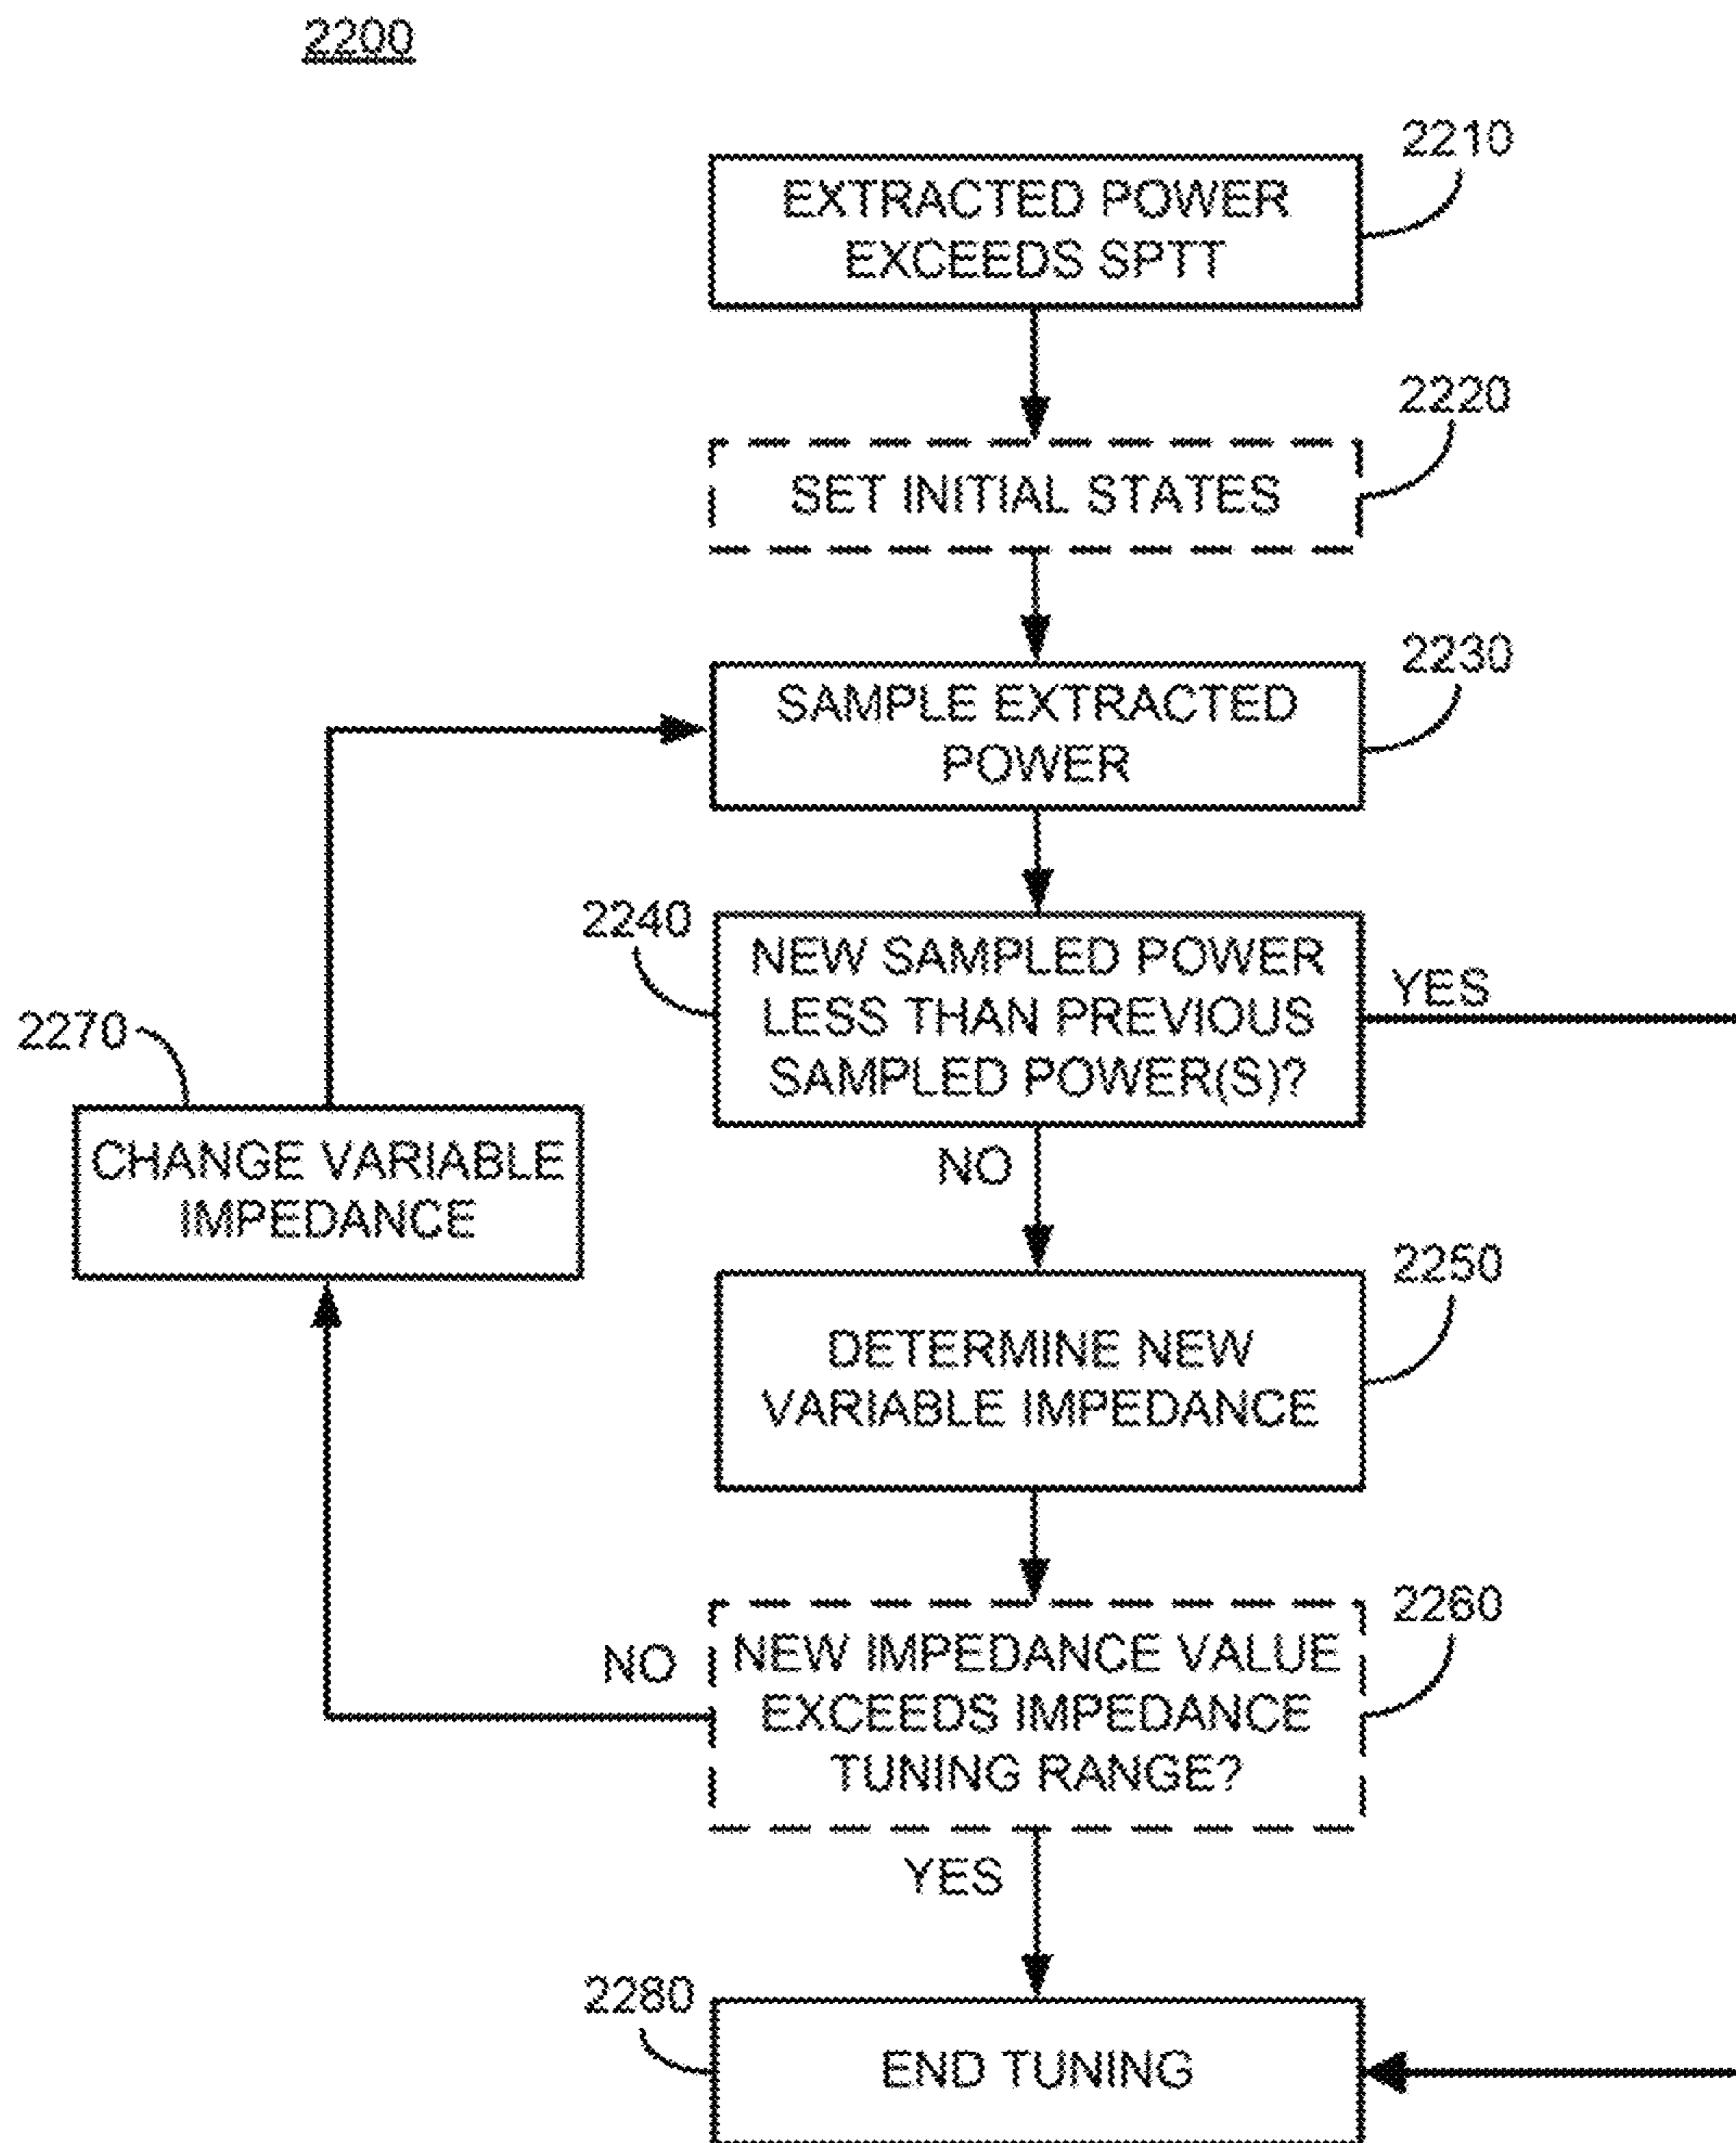 2200
2210
EXTRACTED POWER
EXCEEDS SPTT
2220
SET INITIAL STATES
2230
SAMPLE EXTRACTED
POWER
2240
NEW SAMPLED POWER
LESS THAN PREVIOUS
SAMPLED POWER(S)?
YES
NO
2270
CHANGE VARIABLE
IMPEDANCE
2250
DETERMINE NEW
VARIABLE IMPEDANCE
2260
NEW IMPEDANCE VALUE
EXCEEDS IMPEDANCE
TUNING RANGE?
NO
YES
2280
END TUNING